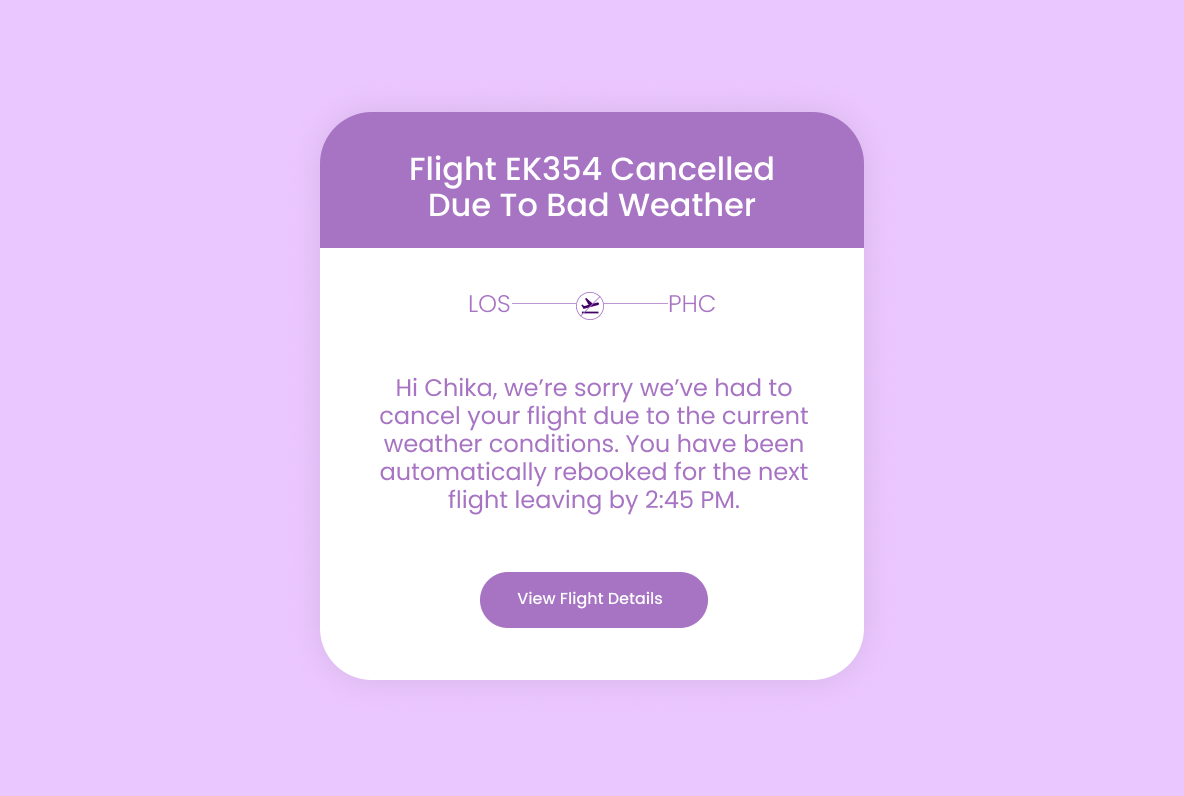 Flight EK354 Cancelled
Due To Bad Weather
LOS PHC
Hi Chika, we’re sorry we’ve had to
cancel your flight due to the current
weather conditions. You have been
automatically rebooked for the next
flight leaving by 2:45 PM.
View Flight Details